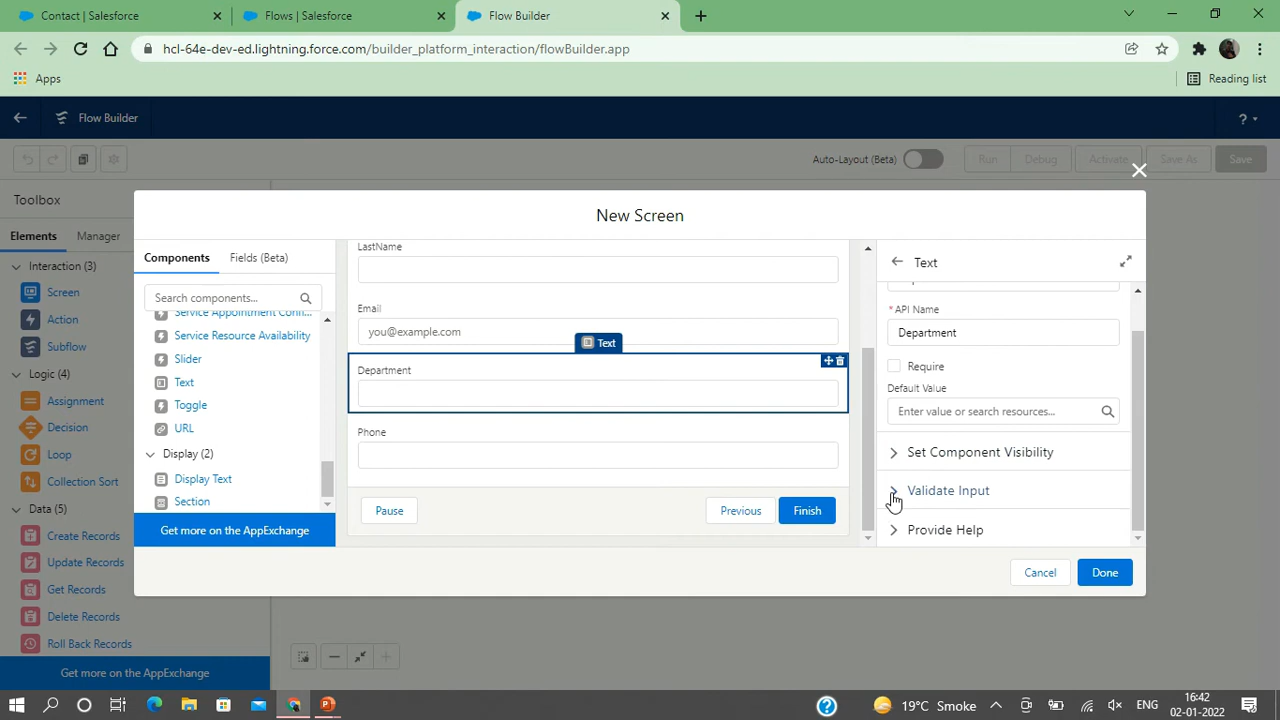 Contact | Salesforce
Flows | Salesforce
Flow Builder
hcl-64e-dev-ed.lightning.force.com/builder_platform_interaction/flowBuilder.app
Apps
Reading list
Flow Builder
?
Auto-Layout (Beta)
Run
Debug
Activate
Save As
Save
Toolbox
Elements
Manager
Interaction (3)
Screen
Action
Subflow
Logic (4)
Assignment
Decision
Loop
Collection Sort
Data (5)
Create Records
Update Records
Get Records
Delete Records
Roll Back Records
Get more on the AppExchange
New Screen
Components
Fields (Beta)
Search components...
Service Appointment Confi...
Service Resource Availability
Slider
Text
Toggle
URL
Display (2)
Display Text
Section
Get more on the AppExchange
LastName
Email
you@example.com
Text
Department
Phone
Pause
Previous
Finish
Text
* API Name
Department
Require
Default Value
Enter value or search resources...
Set Component Visibility
Validate Input
Provide Help
Cancel
Done
19°C Smoke
ENG
16:42
02-01-2022